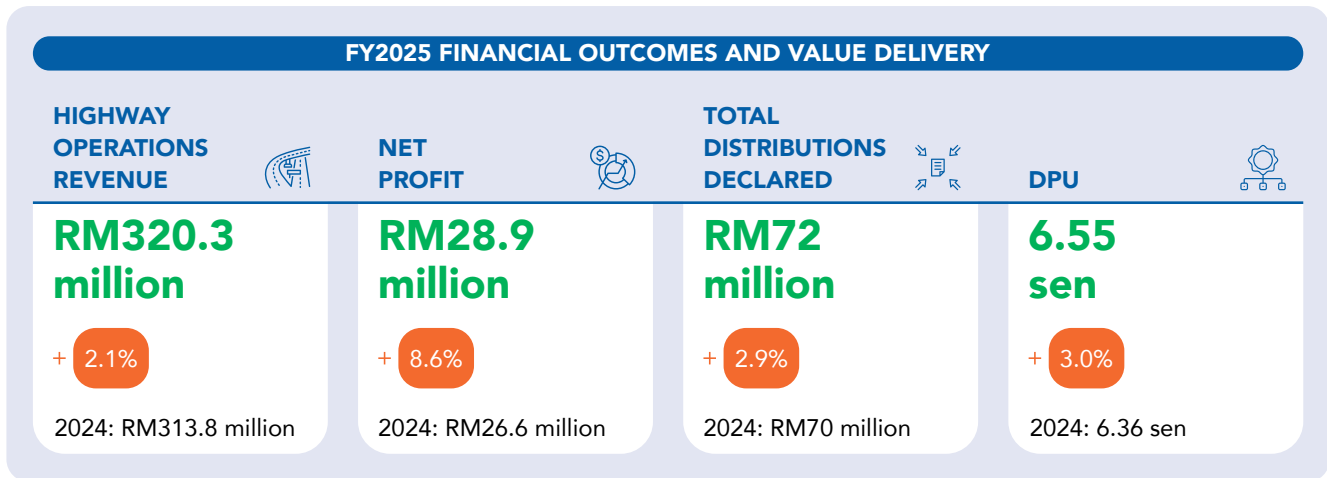 FY2025 FINANCIAL OUTCOMES AND VALUE DELIVERY
HIGHWAY
OPERATIONS
REVENUE
RM320.3
million
+ 2.1%
2024: RM313.8 million
NET
PROFIT
$
RM28.9
million
+ 8.6%
2024: RM26.6 million
TOTAL
DISTRIBUTIONS
DECLARED
RM72
million
+ 2.9%
2024: RM70 million
DPU
6.55
sen
+ 3.0%
2024: 6.36 sen